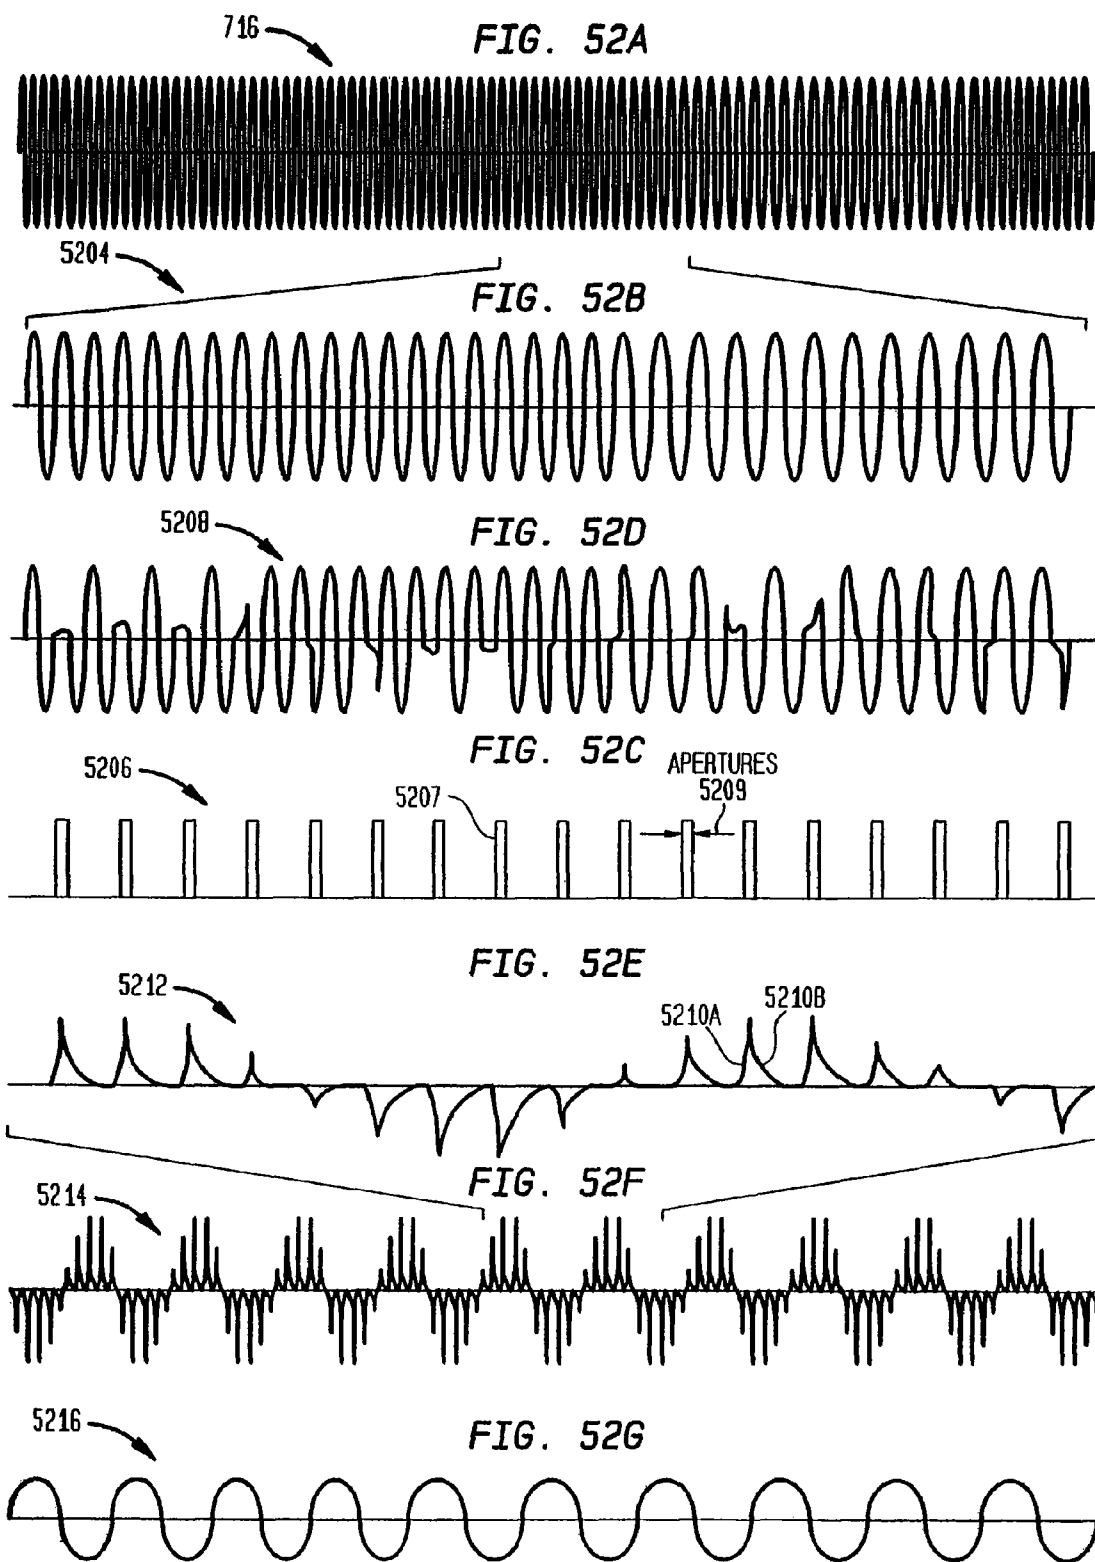 716
FIG. 52A
5204
FIG. 52B
5208
FIG. 52D
FIG. 52C
5206
5207
APERTURES
5209
FIG. 52E
5212
5210A
5210B
FIG. 52F
5214
FIG. 52G
5216